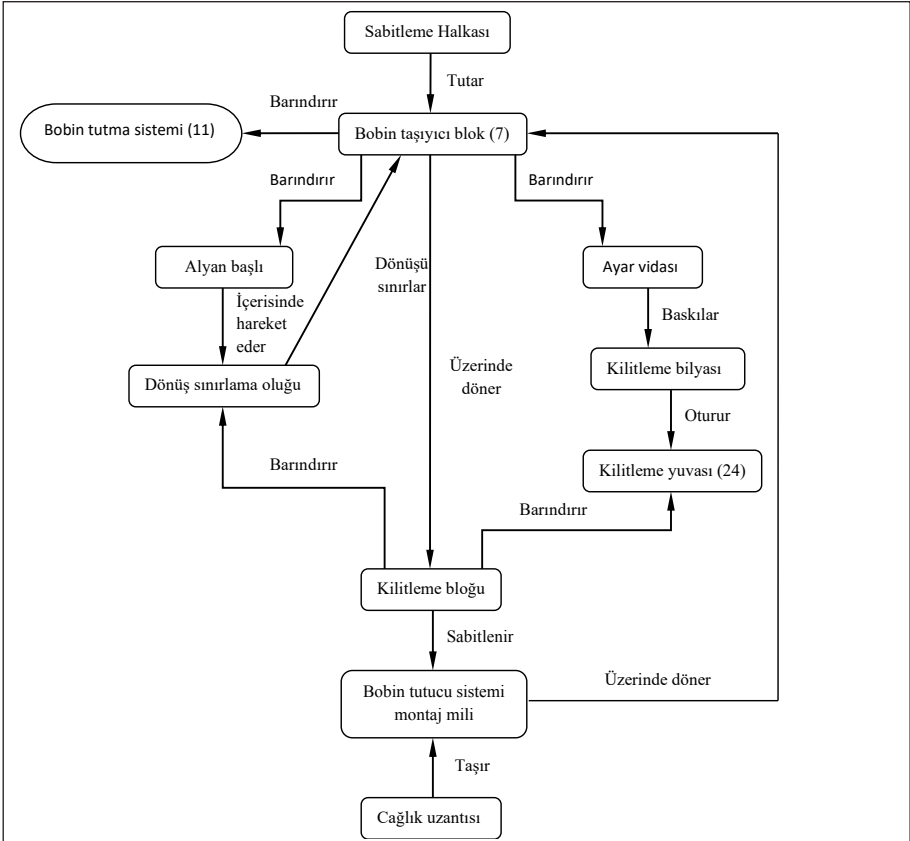 Sabitleme Halkası
Tutar
Barındırır
Bobin tutma sistemi (11)
Bobin taşıyıcı blok (7)
Barındırır
Barındırır
Alyan başlı
Dönüşü
sınırlar
Ayar vidası
İçerisinde
hareket
eder
Baskılar
Dönüş sınırlama oluğu
Üzerinde
döner
Kilitleme bilyası
Oturur
Barındırır
Kilitleme yuvası (24)
Barındırır
Kilitleme bloğu
Sabitlenir
Bobin tutucu sistemi
montaj mili
Üzerinde döner
Taşır
Cağlık uzantısı